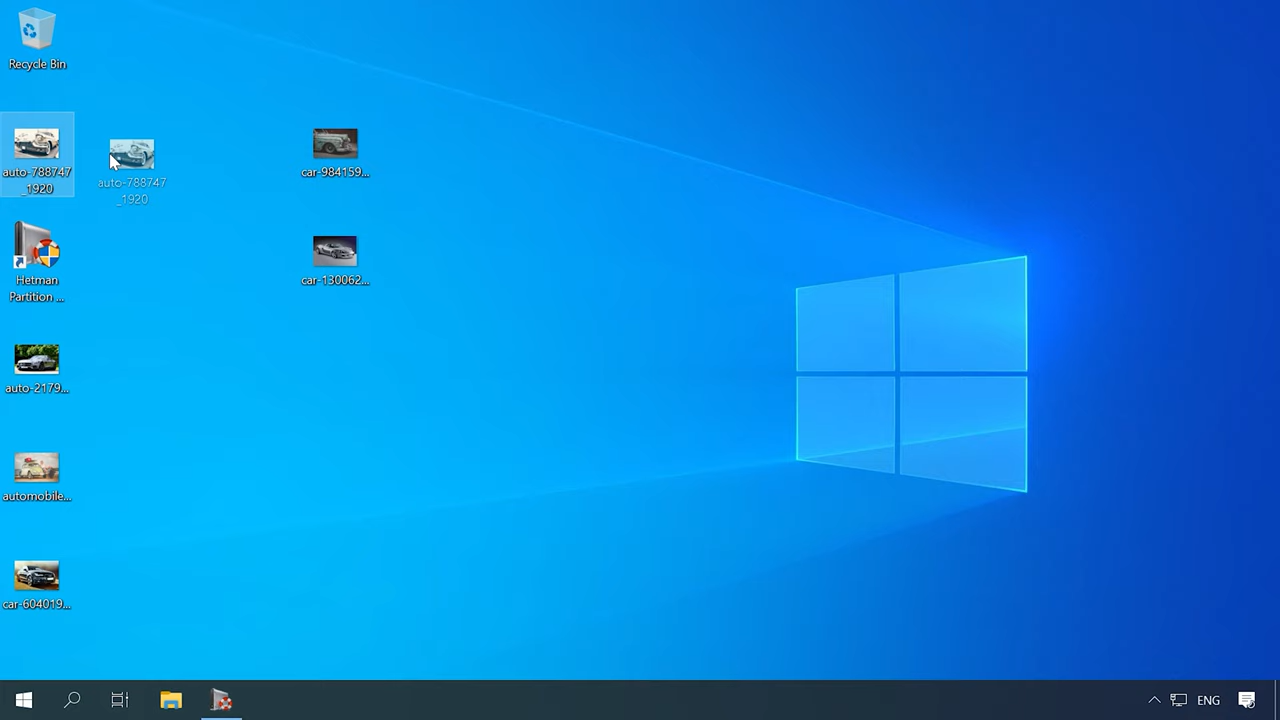 Recycle Bin
auto-788747
_1920
auto-788747
_1920
car-984159...
Hetman
Partition ...
car-130062...
auto-2179...
automobile...
car-604019...
ENG